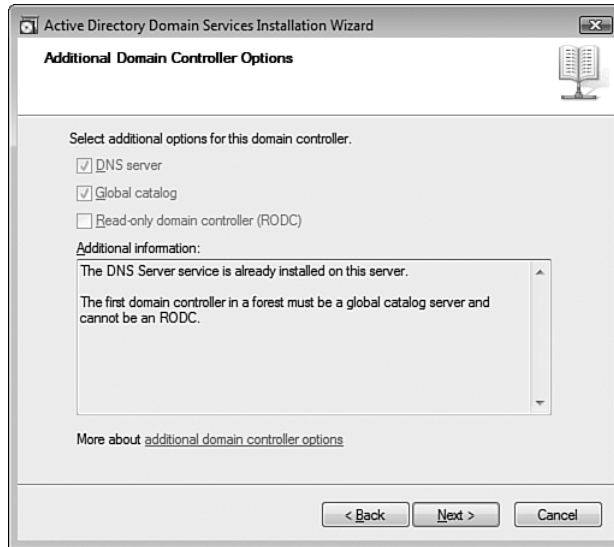 Active Directory Domain Services Installation Wizard
Additional Domain Controller Options
Select additional options for this domain controller.
DNS server
Global catalog
Read-only domain controller (RODC)
Additional information:
The DNS Server service is already installed on this server.
The first domain controller in a forest must be a global catalog server and
cannot be an RODC.
More about additional domain controller options
< Back Next > Cancel